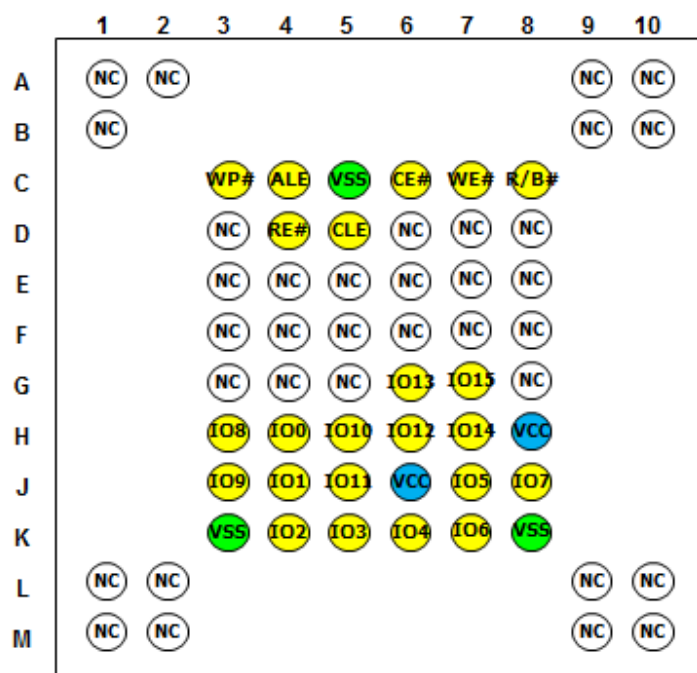 1 2 3 4 5 6 7 8 9 10
A NC NC NC NC
B NC NC NC
C WP# ALE VSS CE# WE# R/B#
D NC RE# CLE NC NC NC
E NC NC NC NC NC NC
F NC NC NC NC NC NC
G NC NC NC IO13 IO15 NC
H IO8 IO0 IO10 IO12 IO14 VCC
J IO9 IO1 IO11 VCC IO5 IO7
K VSS IO2 IO3 IO4 IO6 VSS
L NC NC NC NC
M NC NC NC NC